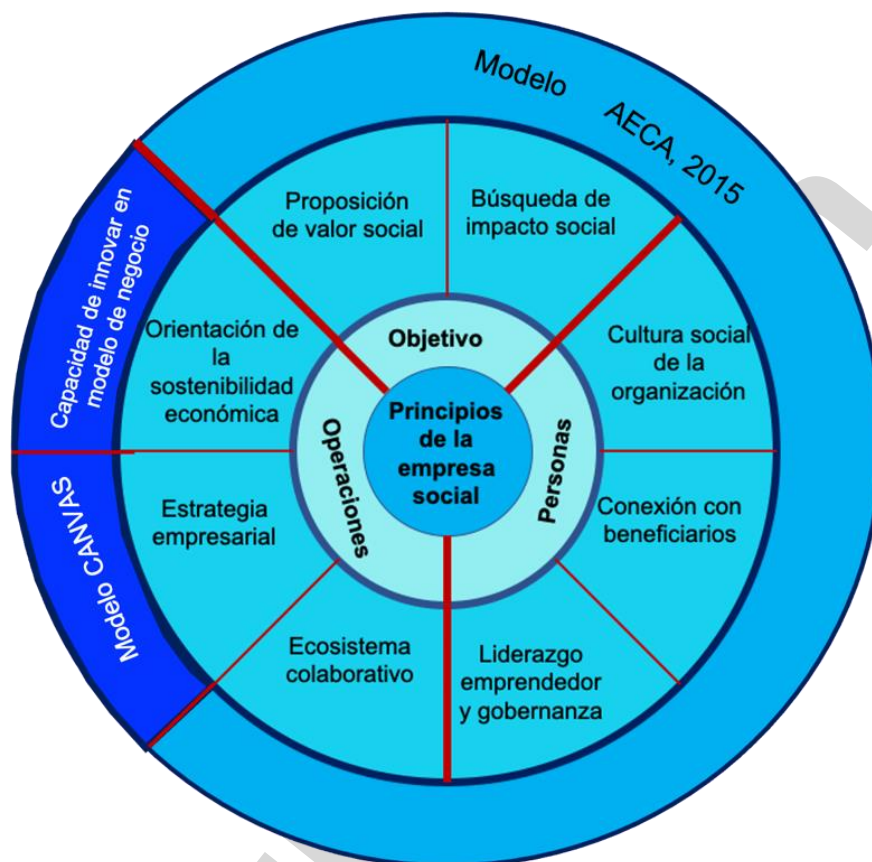 Modelo AECA, 2015
Capacidad de innovar en
modelo de negocio
Modelo CANVAS
Proposición
de valor social
Búsqueda de
impacto social
Cultura social
de la
organización
Conexión con
beneficiarios
Liderazgo
emprendedor
y gobernanza
Ecosistema
colaborativo
Estrategia
empresarial
Orientación de
la
sostenibilidad
económica
Objetivo
Personas
Operaciones
Principios
de la
empresa
social